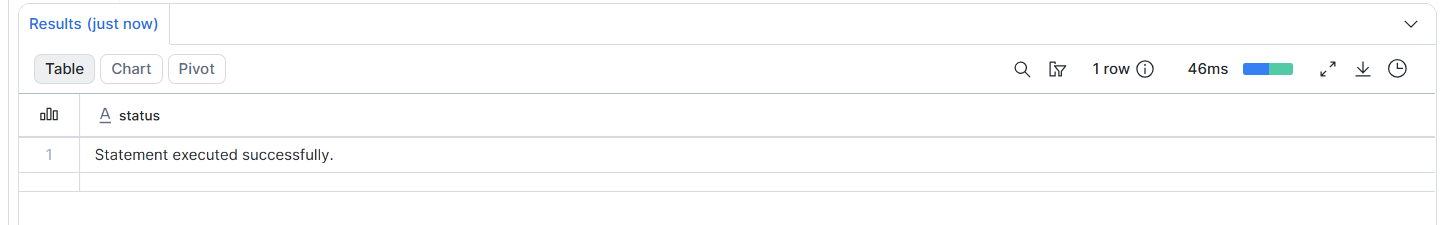 Results (just now)
Table Chart Pivot 1 row 46ms
A status
1 Statement executed successfully.